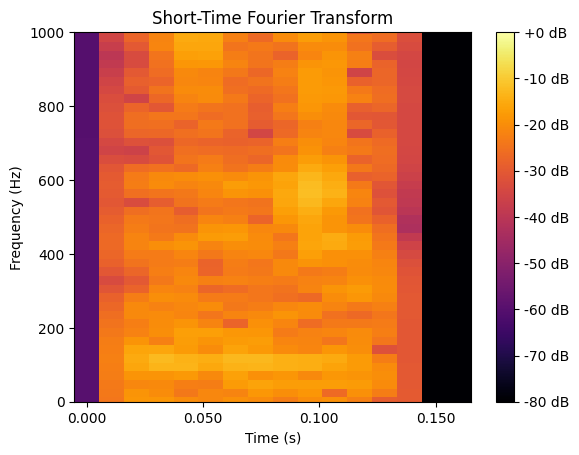 Short-Time Fourier Transform
1000
800
600
400
200
0
Frequency (Hz)
0.000
0.050
0.100
0.150
Time (s)
+0 dB
-10 dB
-20 dB
-30 dB
-40 dB
-50 dB
-60 dB
-70 dB
-80 dB